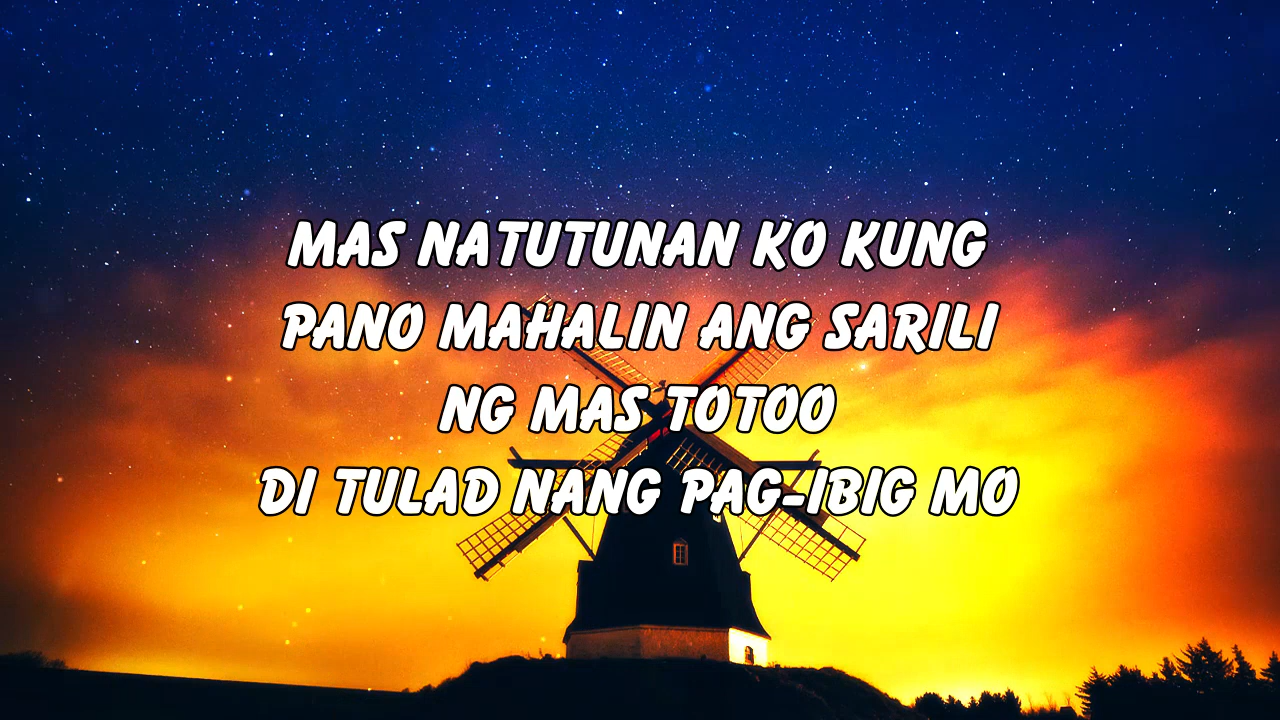 MAS NATUTUNAN KO KUNG
PANO MAHALIN ANG SARILI
NG MAS TOTOO
DI TULAD NANG PAG-IBIG MO